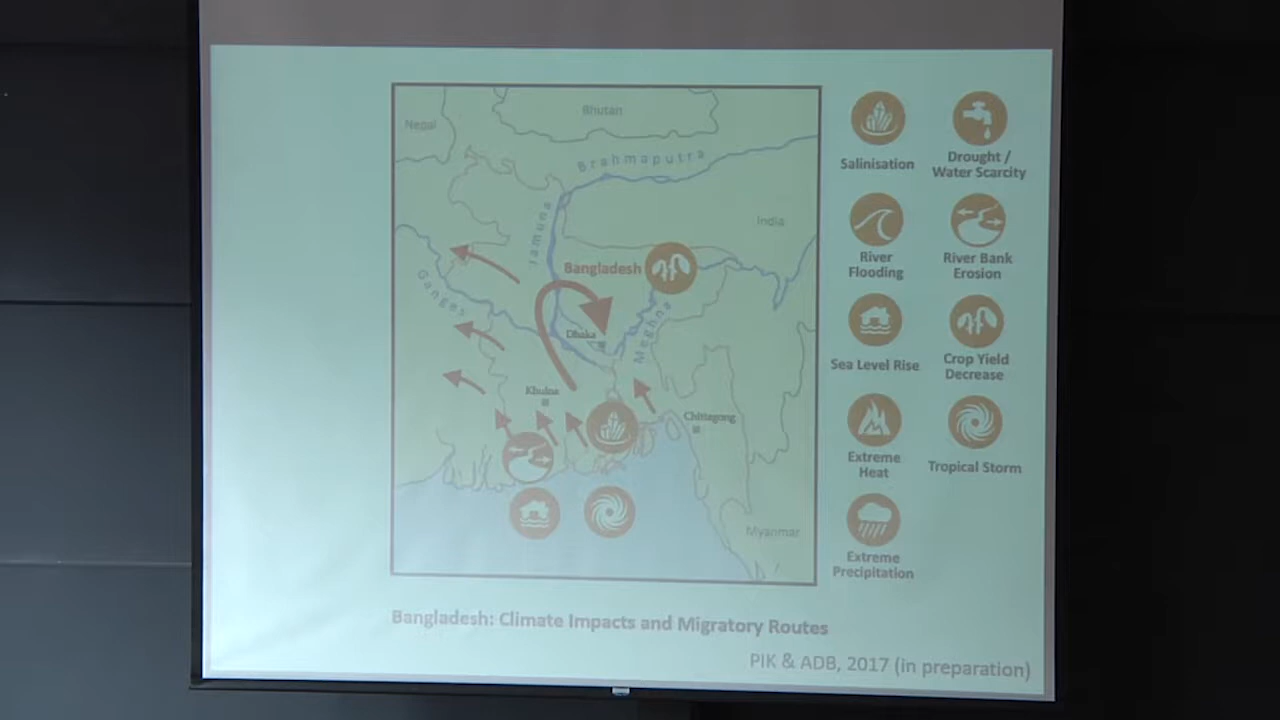 Nepal
Bhutan
Brahmaputra
India
Jamuna
Bangladesh
Ganges
Meghna
Dhaka
Khulna
Chittagong
Myanmar
Salinisation
Drought /
Water Scarcity
River
Flooding
River Bank
Erosion
Sea Level Rise
Crop Yield
Decrease
Extreme
Heat
Tropical Storm
Extreme
Precipitation
Bangladesh: Climate Impacts and Migratory Routes
PIK & ADB, 2017 (in preparation)